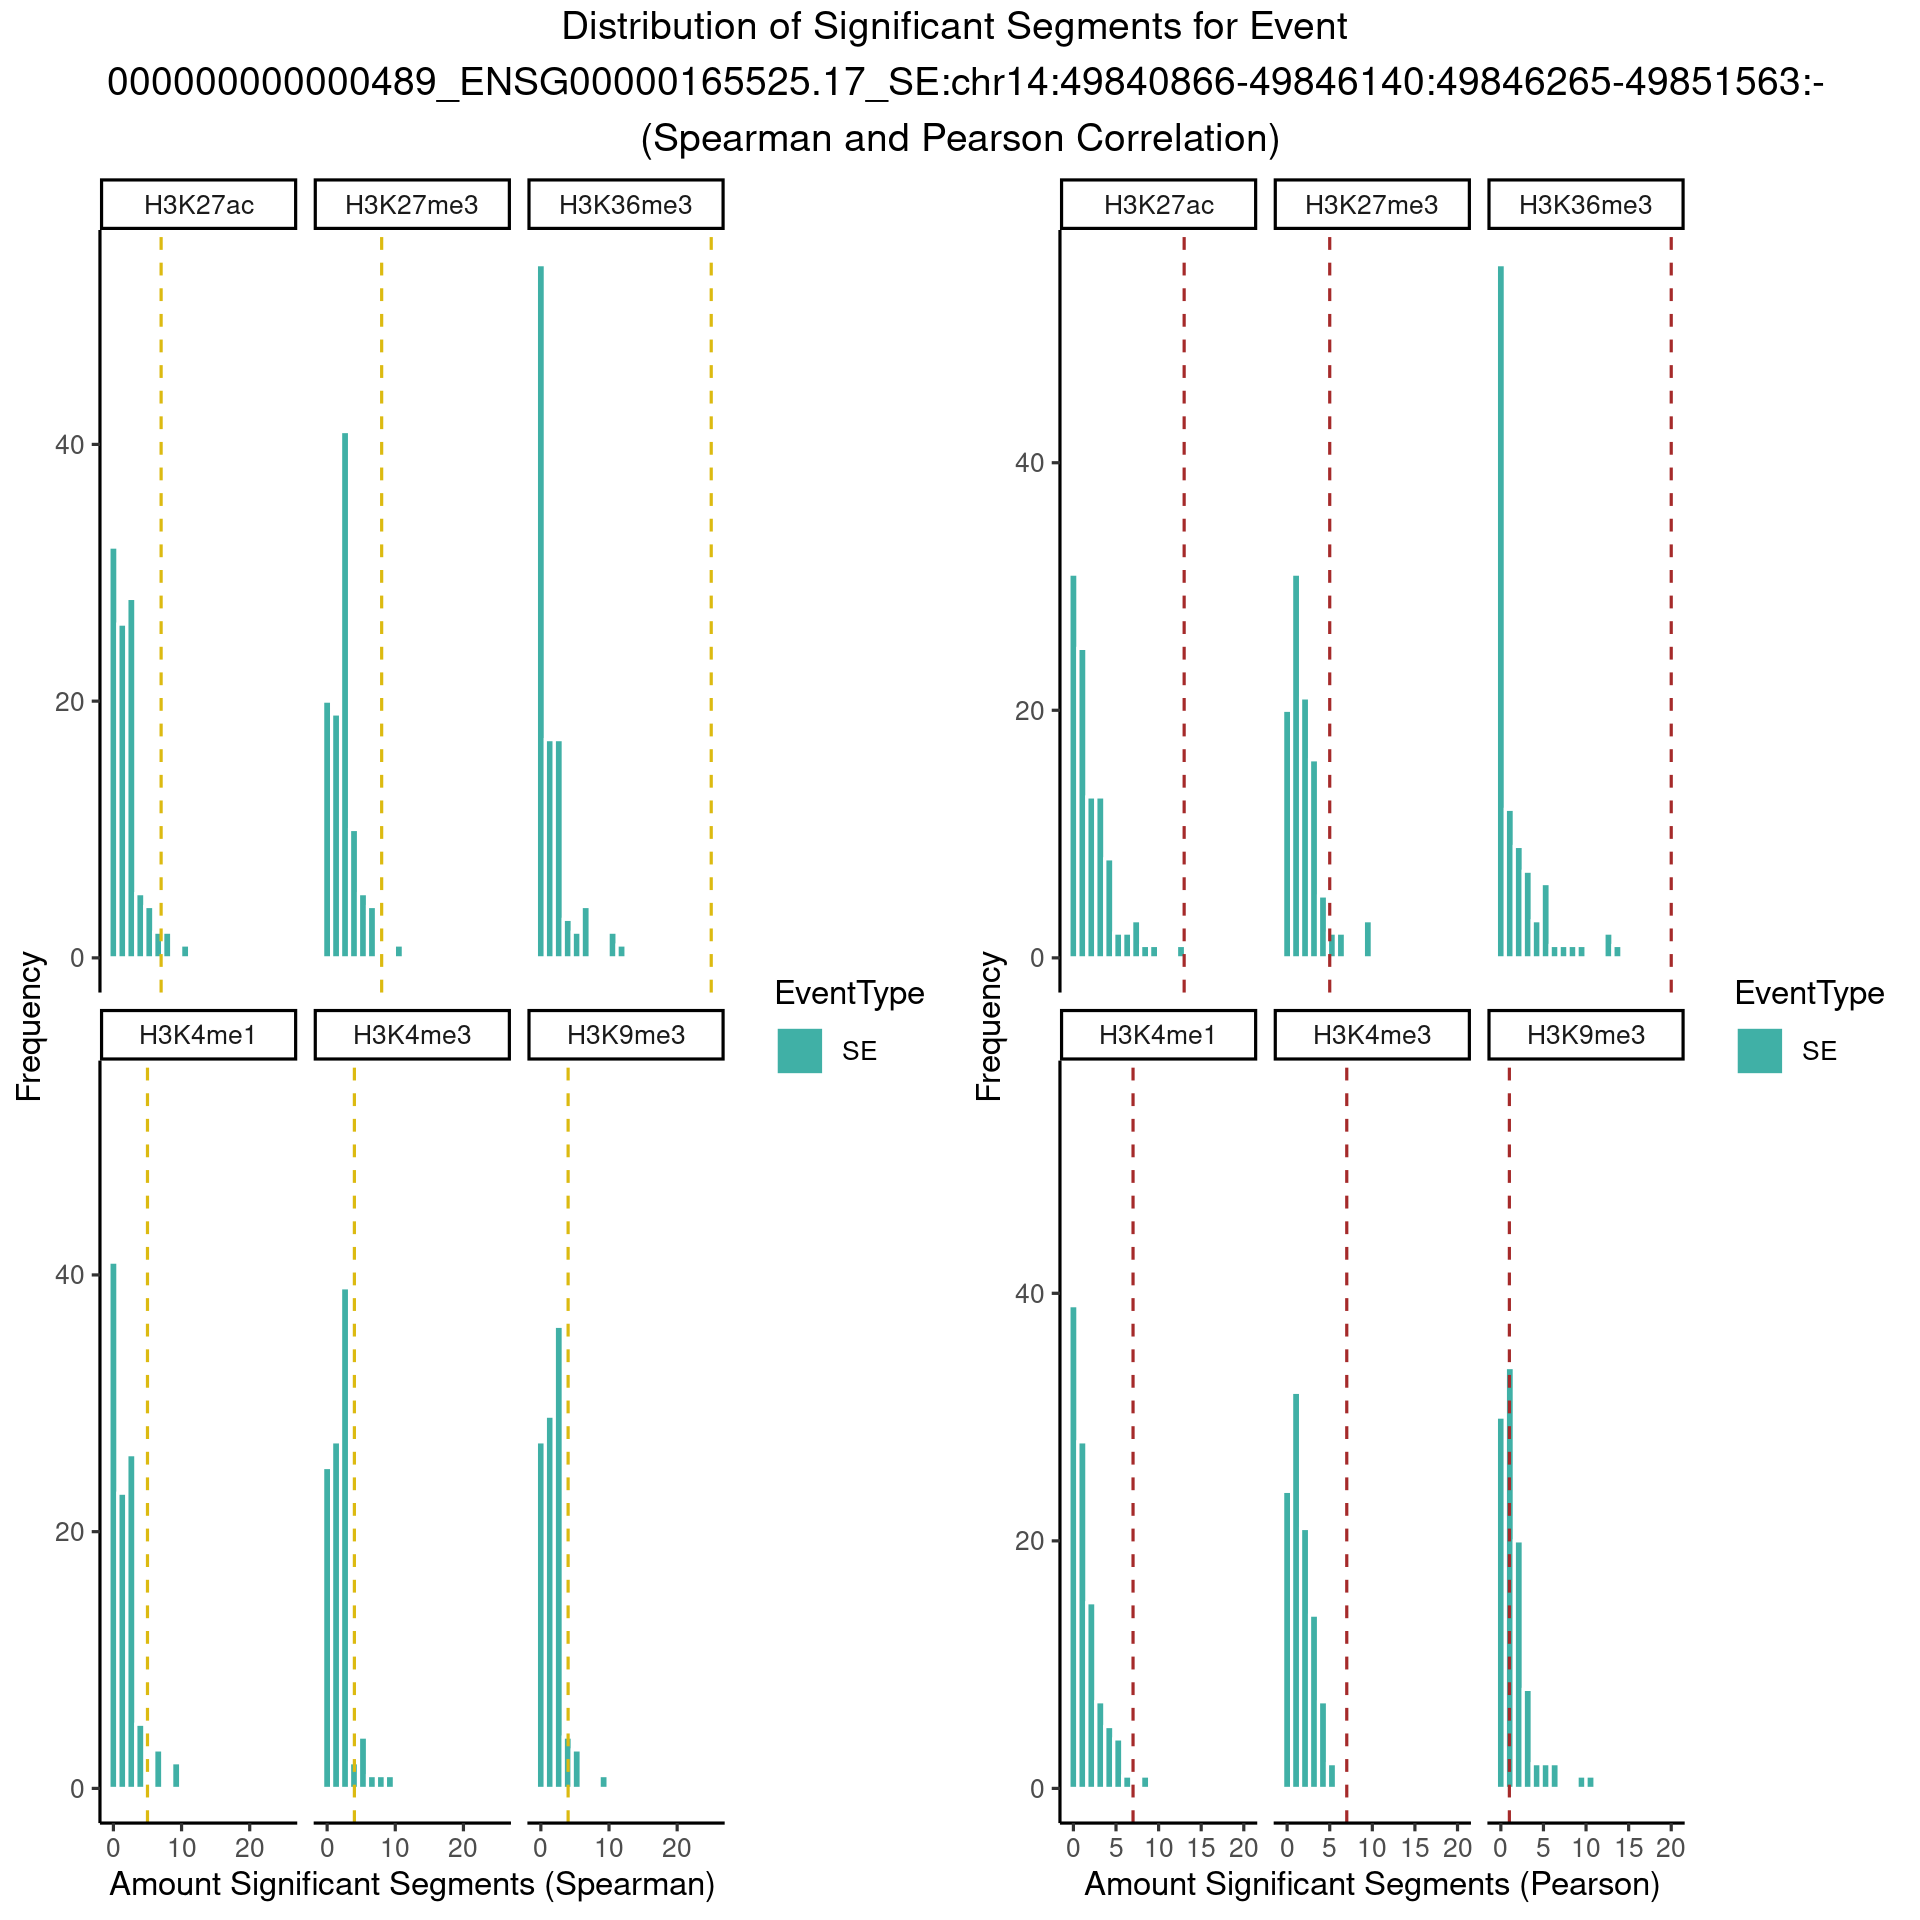 Distribution of Significant Segments for Event
000000000000489_ENSG00000165525.17_SE:chr14:49840866-49846140:49846265-49851563:-
(Spearman and Pearson Correlation)
H3K27ac H3K27me3 H3K36me3
40
20
0
H3K4me1 H3K4me3 H3K9me3
40
20
0
0 10 20 0 10 20 0 10 20
Amount Significant Segments (Spearman)
Frequency
EventType
SE
H3K27ac H3K27me3 H3K36me3
40
20
0
H3K4me1 H3K4me3 H3K9me3
40
20
0
0 5 10 15 20 0 5 10 15 20 0 5 10 15 20
Amount Significant Segments (Pearson)
Frequency
EventType
SE